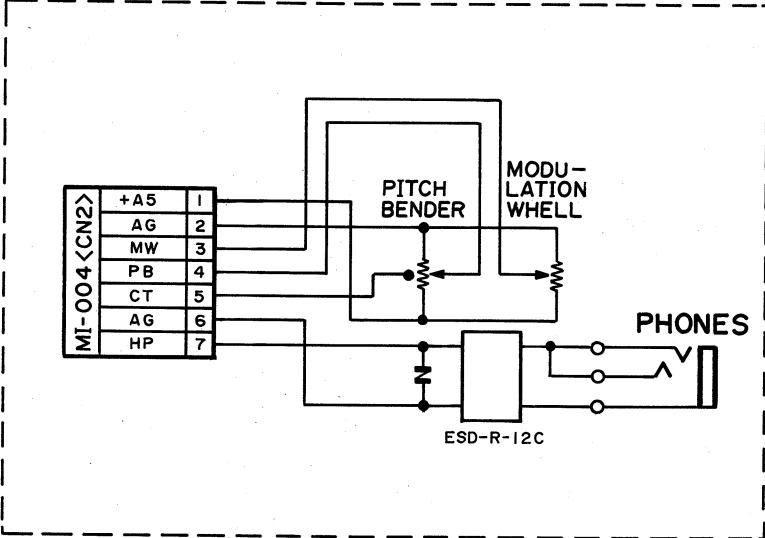 PITCH
BENDER
MODU-
LATION
WHELL
MI-004<CN2>
+A5 1
AG 2
MW 3
PB 4
CT 5
AG 6
HP 7
PHONES
ESD-R-12C